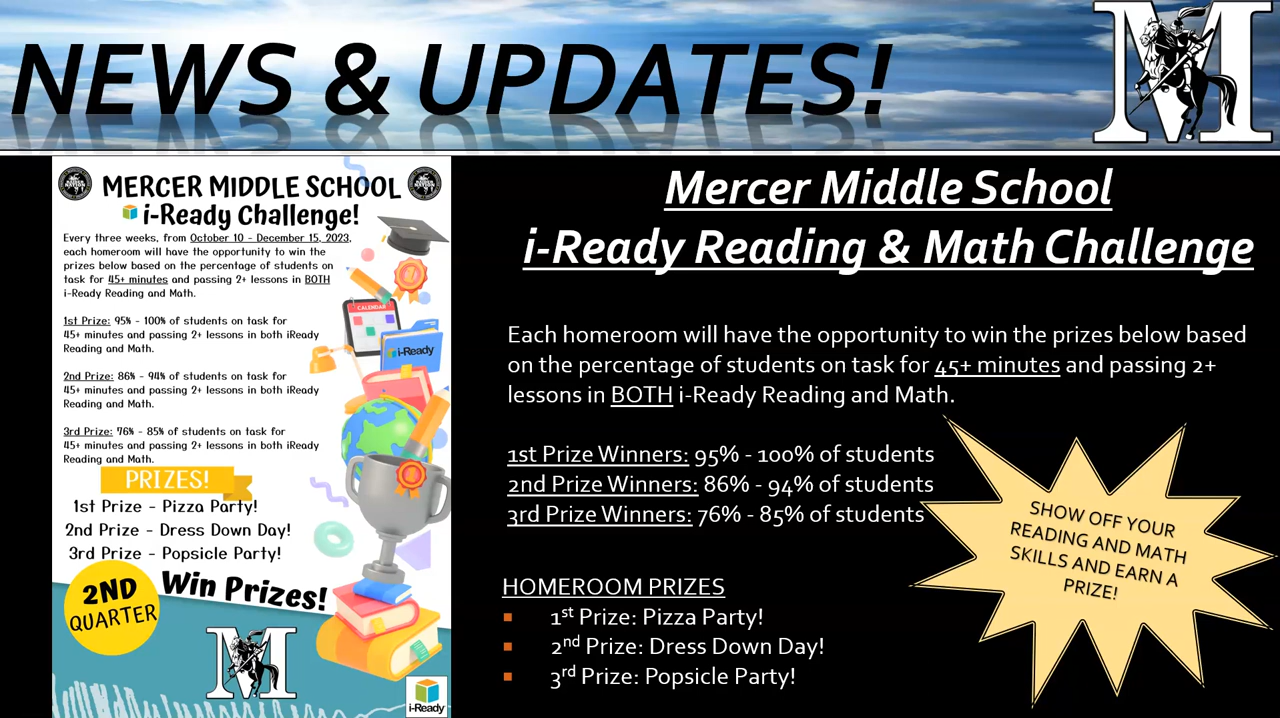 NEWS & UPDATES!
M
MERCER MIDDLE SCHOOL
i-Ready Challenge!
Every three weeks, from October 10 - December 15, 2023,
each homeroom will have the opportunity to win the
prizes below based on the percentage of students on
task for 45+ minutes and passing 2+ lessons in BOTH
i-Ready Reading and Math.
1st Prize: 95% - 100% of students on task for
45+ minutes and passing 2+ lessons in both iReady
Reading and Math.
2nd Prize: 86% - 94% of students on task for
45+ minutes and passing 2+ lessons in both iReady
Reading and Math.
3rd Prize: 76% - 85% of students on task for
45+ minutes and passing 2+ lessons in both iReady
Reading and Math.
CALENDAR
i-Ready
PRIZES!
1st Prize - Pizza Party!
2nd Prize - Dress Down Day!
3rd Prize - Popsicle Party!
2ND
QUARTER
Win Prizes!
M
i-Ready
Mercer Middle School
i-Ready Reading & Math Challenge
Each homeroom will have the opportunity to win the prizes below based
on the percentage of students on task for 45+ minutes and passing 2+
lessons in BOTH i-Ready Reading and Math.
1st Prize Winners: 95% - 100% of students
2nd Prize Winners: 86% - 94% of students
3rd Prize Winners: 76% - 85% of students
HOMEROOM PRIZES
1st Prize: Pizza Party!
2nd Prize: Dress Down Day!
3rd Prize: Popsicle Party!
SHOW OFF YOUR
READING AND MATH
SKILLS AND EARN A
PRIZE!